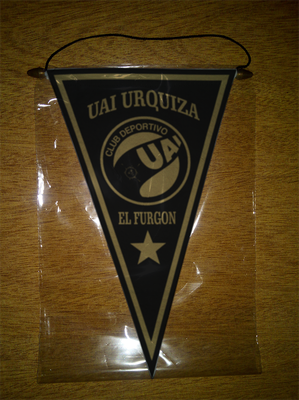 UAI URQUIZA
CLUB DEPORTIVO
UAI
EL FURGON